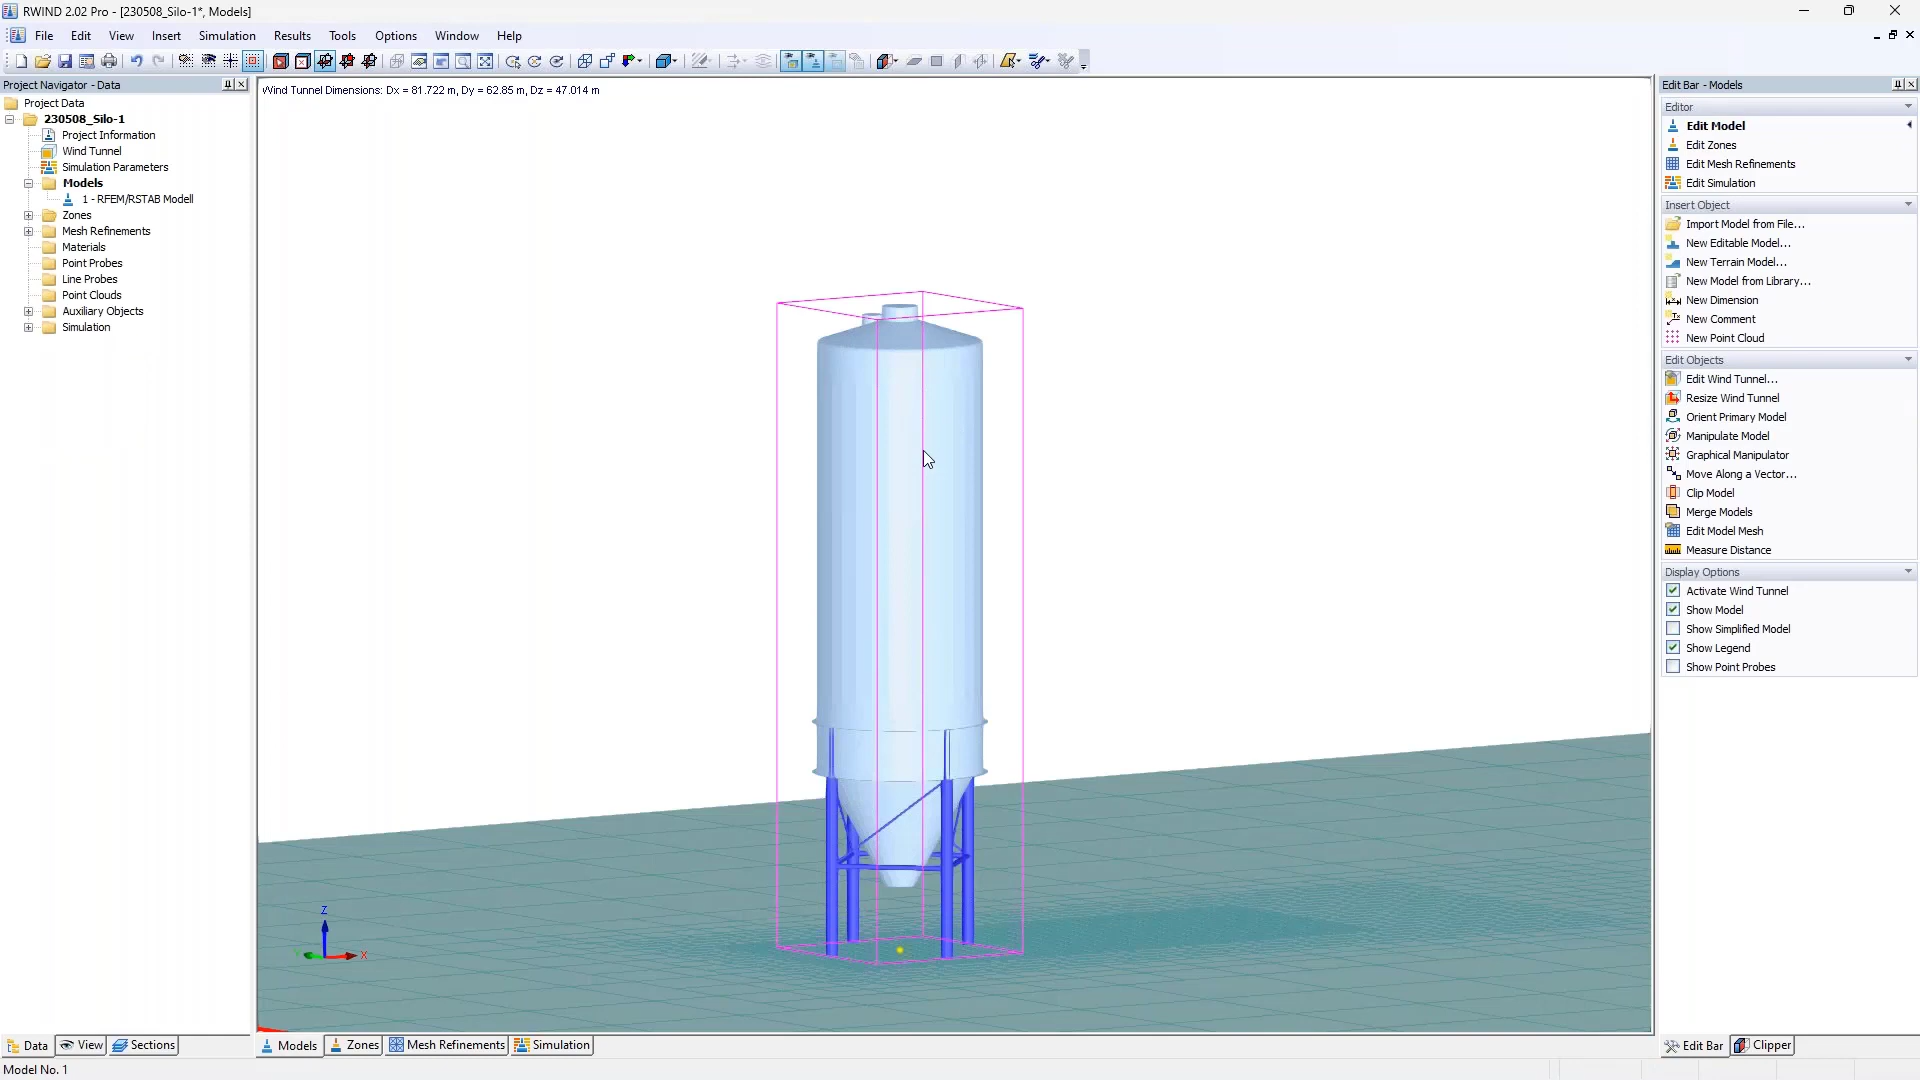 RWIND 2.02 Pro - [230508_Silo-1*, Models]
File Edit View Insert Simulation Results Tools Options Window Help
Project Navigator - Data
Project Data
230508_Silo-1
Project Information
Wind Tunnel
Simulation Parameters
Models
1 - RFEM/RSTAB Modell
Zones
Mesh Refinements
Materials
Point Probes
Line Probes
Point Clouds
Auxiliary Objects
Simulation
Data View Sections
Wind Tunnel Dimensions: Dx = 81.722 m, Dy = 62.85 m, Dz = 47.014 m
Z
X
Models Zones Mesh Refinements Simulation
Edit Bar - Models
Editor
Edit Model
Edit Zones
Edit Mesh Refinements
Edit Simulation
Insert Object
Import Model from File...
New Editable Model...
New Terrain Model...
New Model from Library...
New Dimension
New Comment
New Point Cloud
Edit Objects
Edit Wind Tunnel...
Resize Wind Tunnel
Orient Primary Model
Manipulate Model
Graphical Manipulator
Move Along a Vector...
Clip Model
Merge Models
Edit Model Mesh
Measure Distance
Display Options
Activate Wind Tunnel
Show Model
Show Simplified Model
Show Legend
Show Point Probes
Edit Bar Clipper
Model No. 1